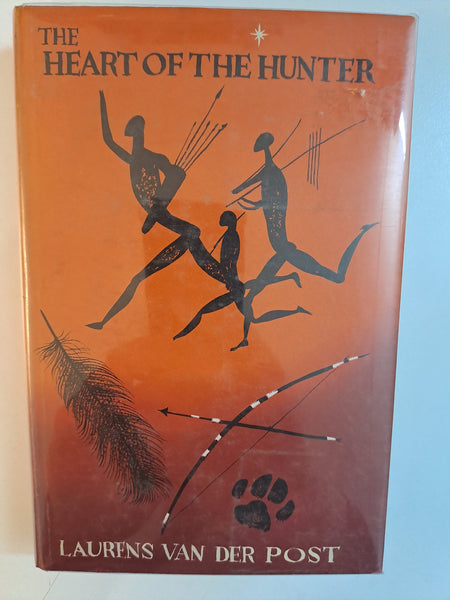 THE
HEART OF THE HUNTER
LAURENS VAN DER POST